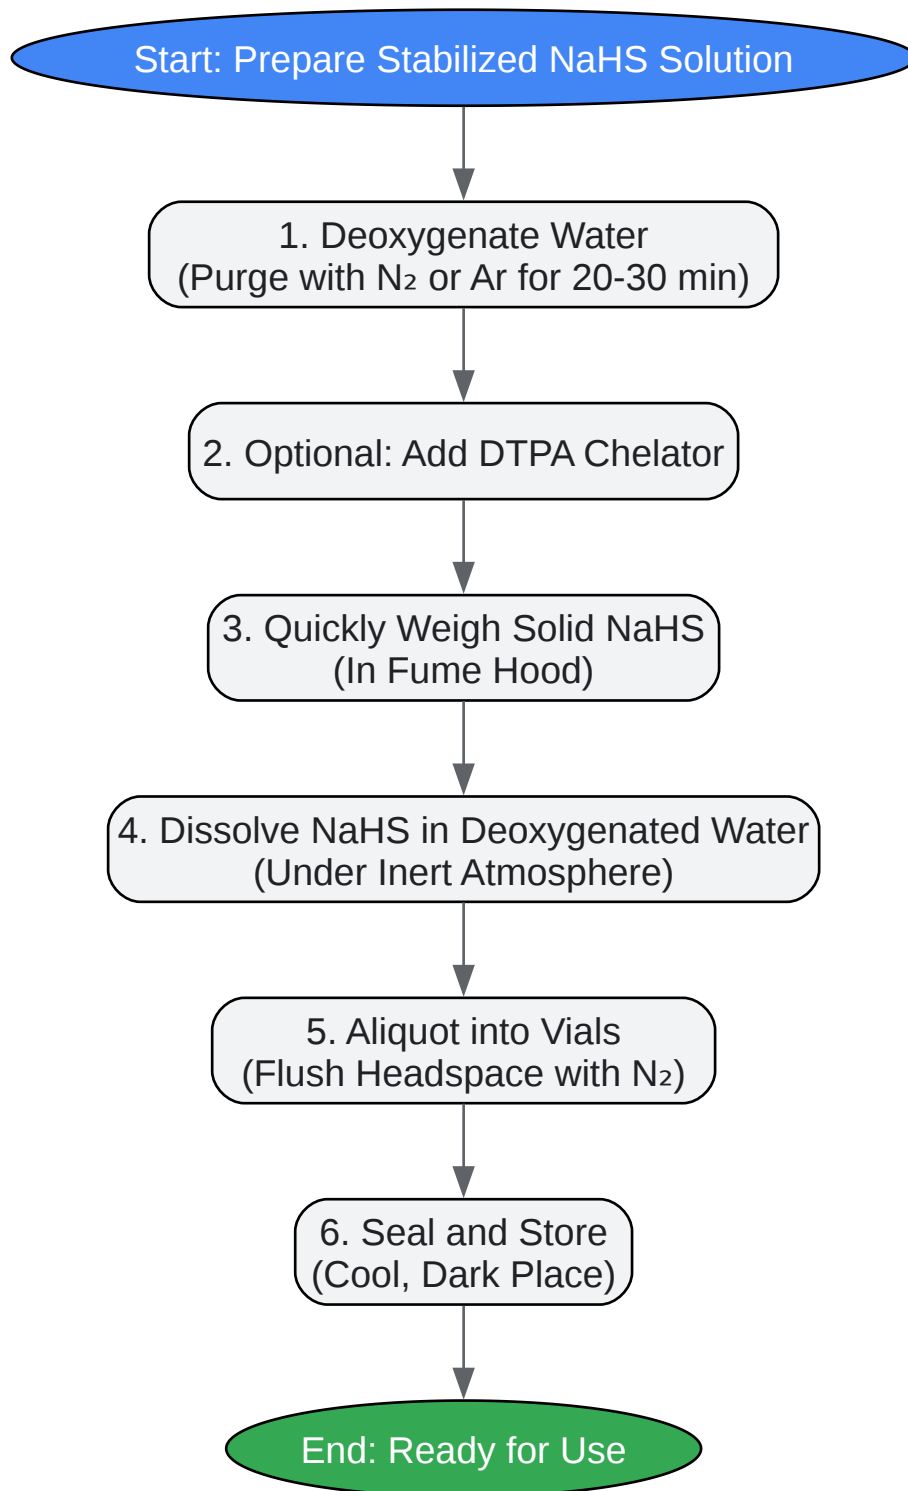 Start: Prepare Stabilized NaHS Solution
1. Deoxygenate Water
(Purge with N₂ or Ar for 20-30 min)
2. Optional: Add DTPA Chelator
3. Quickly Weigh Solid NaHS
(In Fume Hood)
4. Dissolve NaHS in Deoxygenated Water
(Under Inert Atmosphere)
5. Aliquot into Vials
(Flush Headspace with N₂)
6. Seal and Store
(Cool, Dark Place)
End: Ready for Use